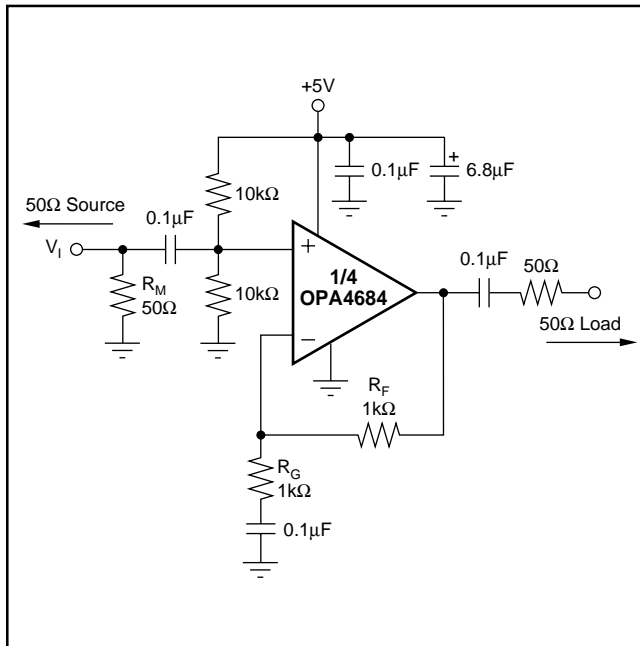 +5V
0.1μF
6.8μF
+
10kΩ
50Ω Source
0.1μF
V_I
R_M
50Ω
10kΩ
+
1/4
OPA4684
−
0.1μF
50Ω
50Ω Load
R_F
1kΩ
R_G
1kΩ
0.1μF